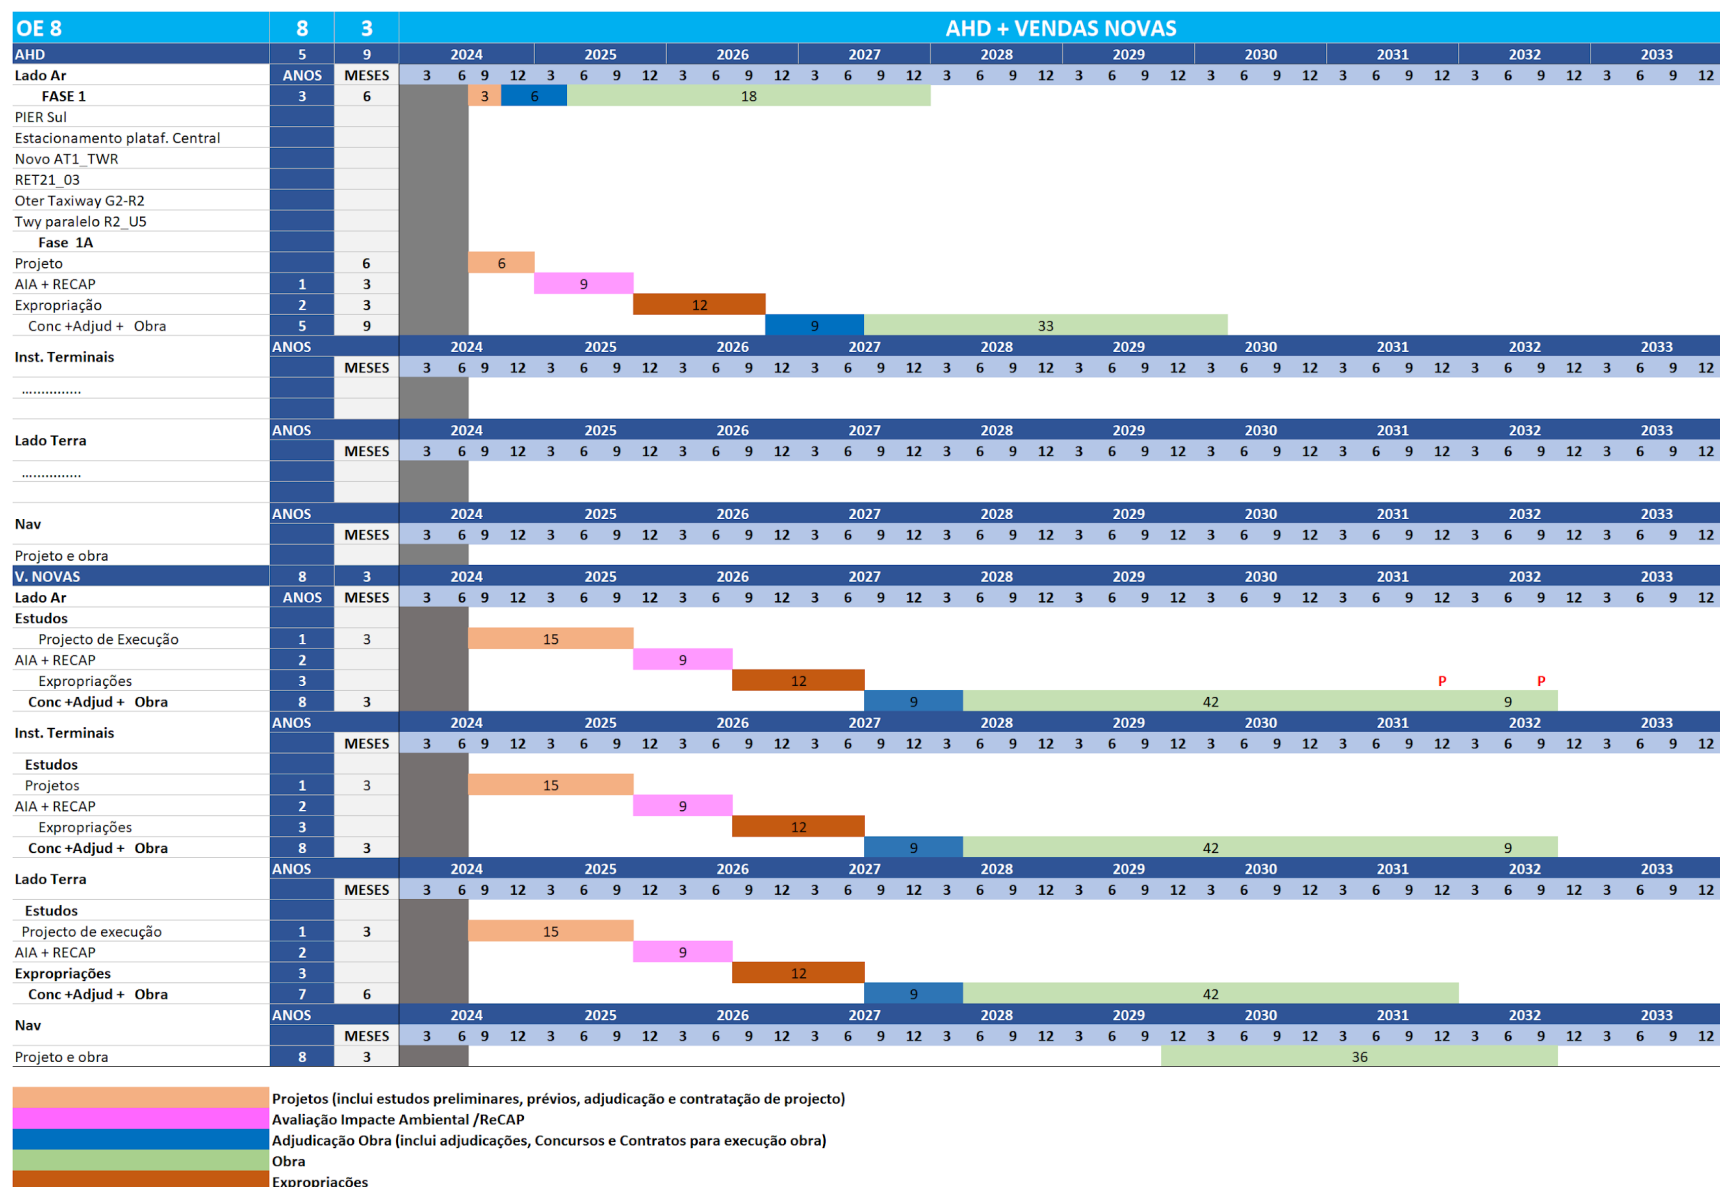 OE 8 8 3 AHD + VENDAS NOVAS
AHD 5 9 2024 2025 2026 2027 2028 2029 2030 2031 2032 2033
Lado Ar ANOS MESES 3 6 9 12 3 6 9 12 3 6 9 12 3 6 9 12 3 6 9 12 3 6 9 12 3 6 9 12 3 6 9 12 3 6 9 12 3 6 9 12
FASE 1 3 6 3 6 18
PIER Sul
Estacionamento plataf. Central
Novo AT1_TWR
RET21_03
Oter Taxiway G2-R2
Twy paralelo R2_U5
Fase 1A
Projeto 6 6
AIA + RECAP 1 3 9
Expropriação 2 3 12
Conc +Adjud + Obra 5 9 9 33
Inst. Terminais ANOS 2024 2025 2026 2027 2028 2029 2030 2031 2032 2033
MESES 3 6 9 12 3 6 9 12 3 6 9 12 3 6 9 12 3 6 9 12 3 6 9 12 3 6 9 12 3 6 9 12 3 6 9 12 3 6 9 12
...............
Lado Terra ANOS 2024 2025 2026 2027 2028 2029 2030 2031 2032 2033
MESES 3 6 9 12 3 6 9 12 3 6 9 12 3 6 9 12 3 6 9 12 3 6 9 12 3 6 9 12 3 6 9 12 3 6 9 12 3 6 9 12
...............
Nav ANOS 2024 2025 2026 2027 2028 2029 2030 2031 2032 2033
MESES 3 6 9 12 3 6 9 12 3 6 9 12 3 6 9 12 3 6 9 12 3 6 9 12 3 6 9 12 3 6 9 12 3 6 9 12 3 6 9 12
Projeto e obra
V. NOVAS 8 3 2024 2025 2026 2027 2028 2029 2030 2031 2032 2033
Lado Ar ANOS MESES 3 6 9 12 3 6 9 12 3 6 9 12 3 6 9 12 3 6 9 12 3 6 9 12 3 6 9 12 3 6 9 12 3 6 9 12 3 6 9 12
Estudos
Projecto de Execução 1 3 15
AIA + RECAP 2 9
Expropriações 3 12 P P
Conc +Adjud + Obra 8 3 9 42 9
Inst. Terminais ANOS 2024 2025 2026 2027 2028 2029 2030 2031 2032 2033
MESES 3 6 9 12 3 6 9 12 3 6 9 12 3 6 9 12 3 6 9 12 3 6 9 12 3 6 9 12 3 6 9 12 3 6 9 12 3 6 9 12
Estudos
Projetos 1 3 15
AIA + RECAP 2 9
Expropriações 3 12
Conc +Adjud + Obra 8 3 9 42 9
Lado Terra ANOS 2024 2025 2026 2027 2028 2029 2030 2031 2032 2033
MESES 3 6 9 12 3 6 9 12 3 6 9 12 3 6 9 12 3 6 9 12 3 6 9 12 3 6 9 12 3 6 9 12 3 6 9 12 3 6 9 12
Estudos
Projecto de execução 1 3 15
AIA + RECAP 2 9
Expropriações 3 12
Conc +Adjud + Obra 7 6 9 42
Nav ANOS 2024 2025 2026 2027 2028 2029 2030 2031 2032 2033
MESES 3 6 9 12 3 6 9 12 3 6 9 12 3 6 9 12 3 6 9 12 3 6 9 12 3 6 9 12 3 6 9 12 3 6 9 12 3 6 9 12
Projeto e obra 8 3 36
Projetos (inclui estudos preliminares, prévios, adjudicação e contratação de projecto)
Avaliação Impacte Ambiental /ReCAP
Adjudicação Obra (inclui adjudicações, Concursos e Contratos para execução obra)
Obra
Expropriações